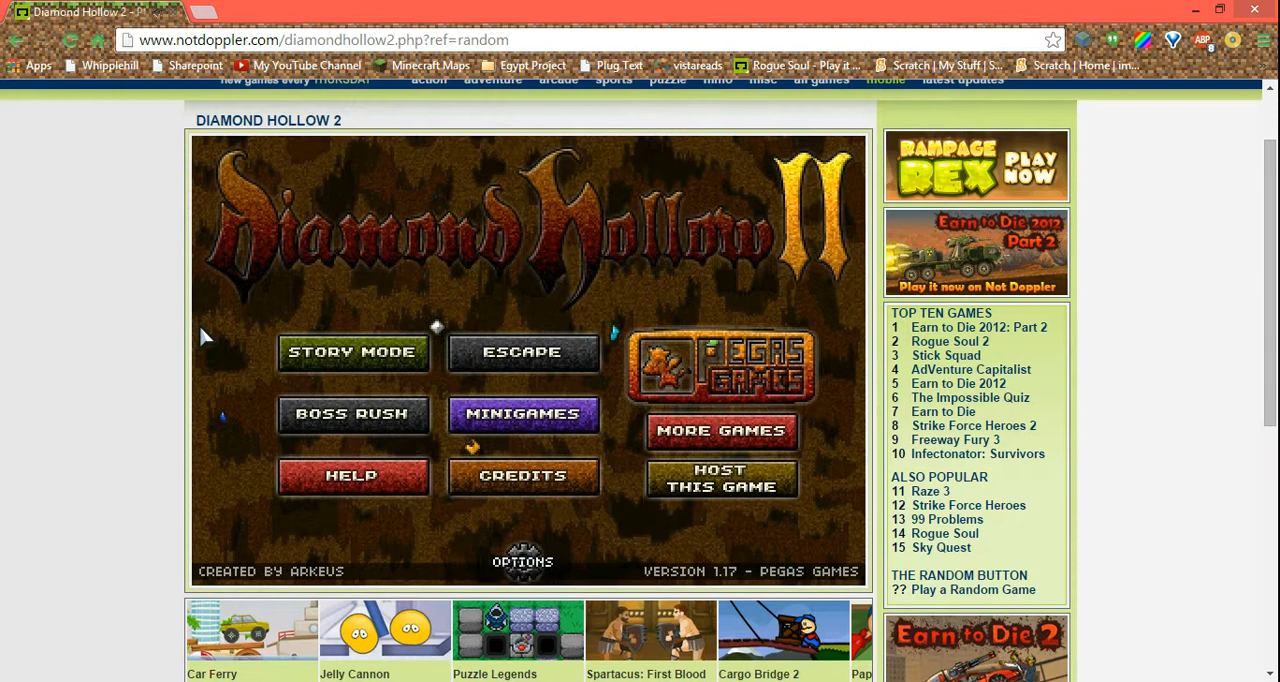 Diamond Hollow 2 -
www.notdoppler.com/diamondhollow2.php?ref=random
ABP
8
Apps Whipplehill Sharepoint My YouTube Channel Minecraft Maps Egypt Project Plug Text vistareads Rogue Soul - Play it ... Scratch | My Stuff | S... Scratch | Home | im...
new games every THURSDAY action adventure arcade sports puzzle mmo misc all games mobile latest updates
DIAMOND HOLLOW 2
Diamond Hollow II
STORY MODE
ESCAPE
PEGAS
GAMES
BOSS RUSH
MINIGAMES
MORE GAMES
HELP
CREDITS
HOST
THIS GAME
OPTIONS
CREATED BY ARKEUS
VERSION 1.17 - PEGAS GAMES
RAMPAGE
REX
PLAY
NOW
Earn to Die 2012
Part 2
Play it now on Not Doppler
TOP TEN GAMES
1 Earn to Die 2012: Part 2
2 Rogue Soul 2
3 Stick Squad
4 AdVenture Capitalist
5 Earn to Die 2012
6 The Impossible Quiz
7 Earn to Die
8 Strike Force Heroes 2
9 Freeway Fury 3
10 Infectonator: Survivors
ALSO POPULAR
11 Raze 3
12 Strike Force Heroes
13 99 Problems
14 Rogue Soul
15 Sky Quest
THE RANDOM BUTTON
?? Play a Random Game
Earn to Die 2
Car Ferry
Jelly Cannon
Puzzle Legends
Spartacus: First Blood
Cargo Bridge 2
Pap